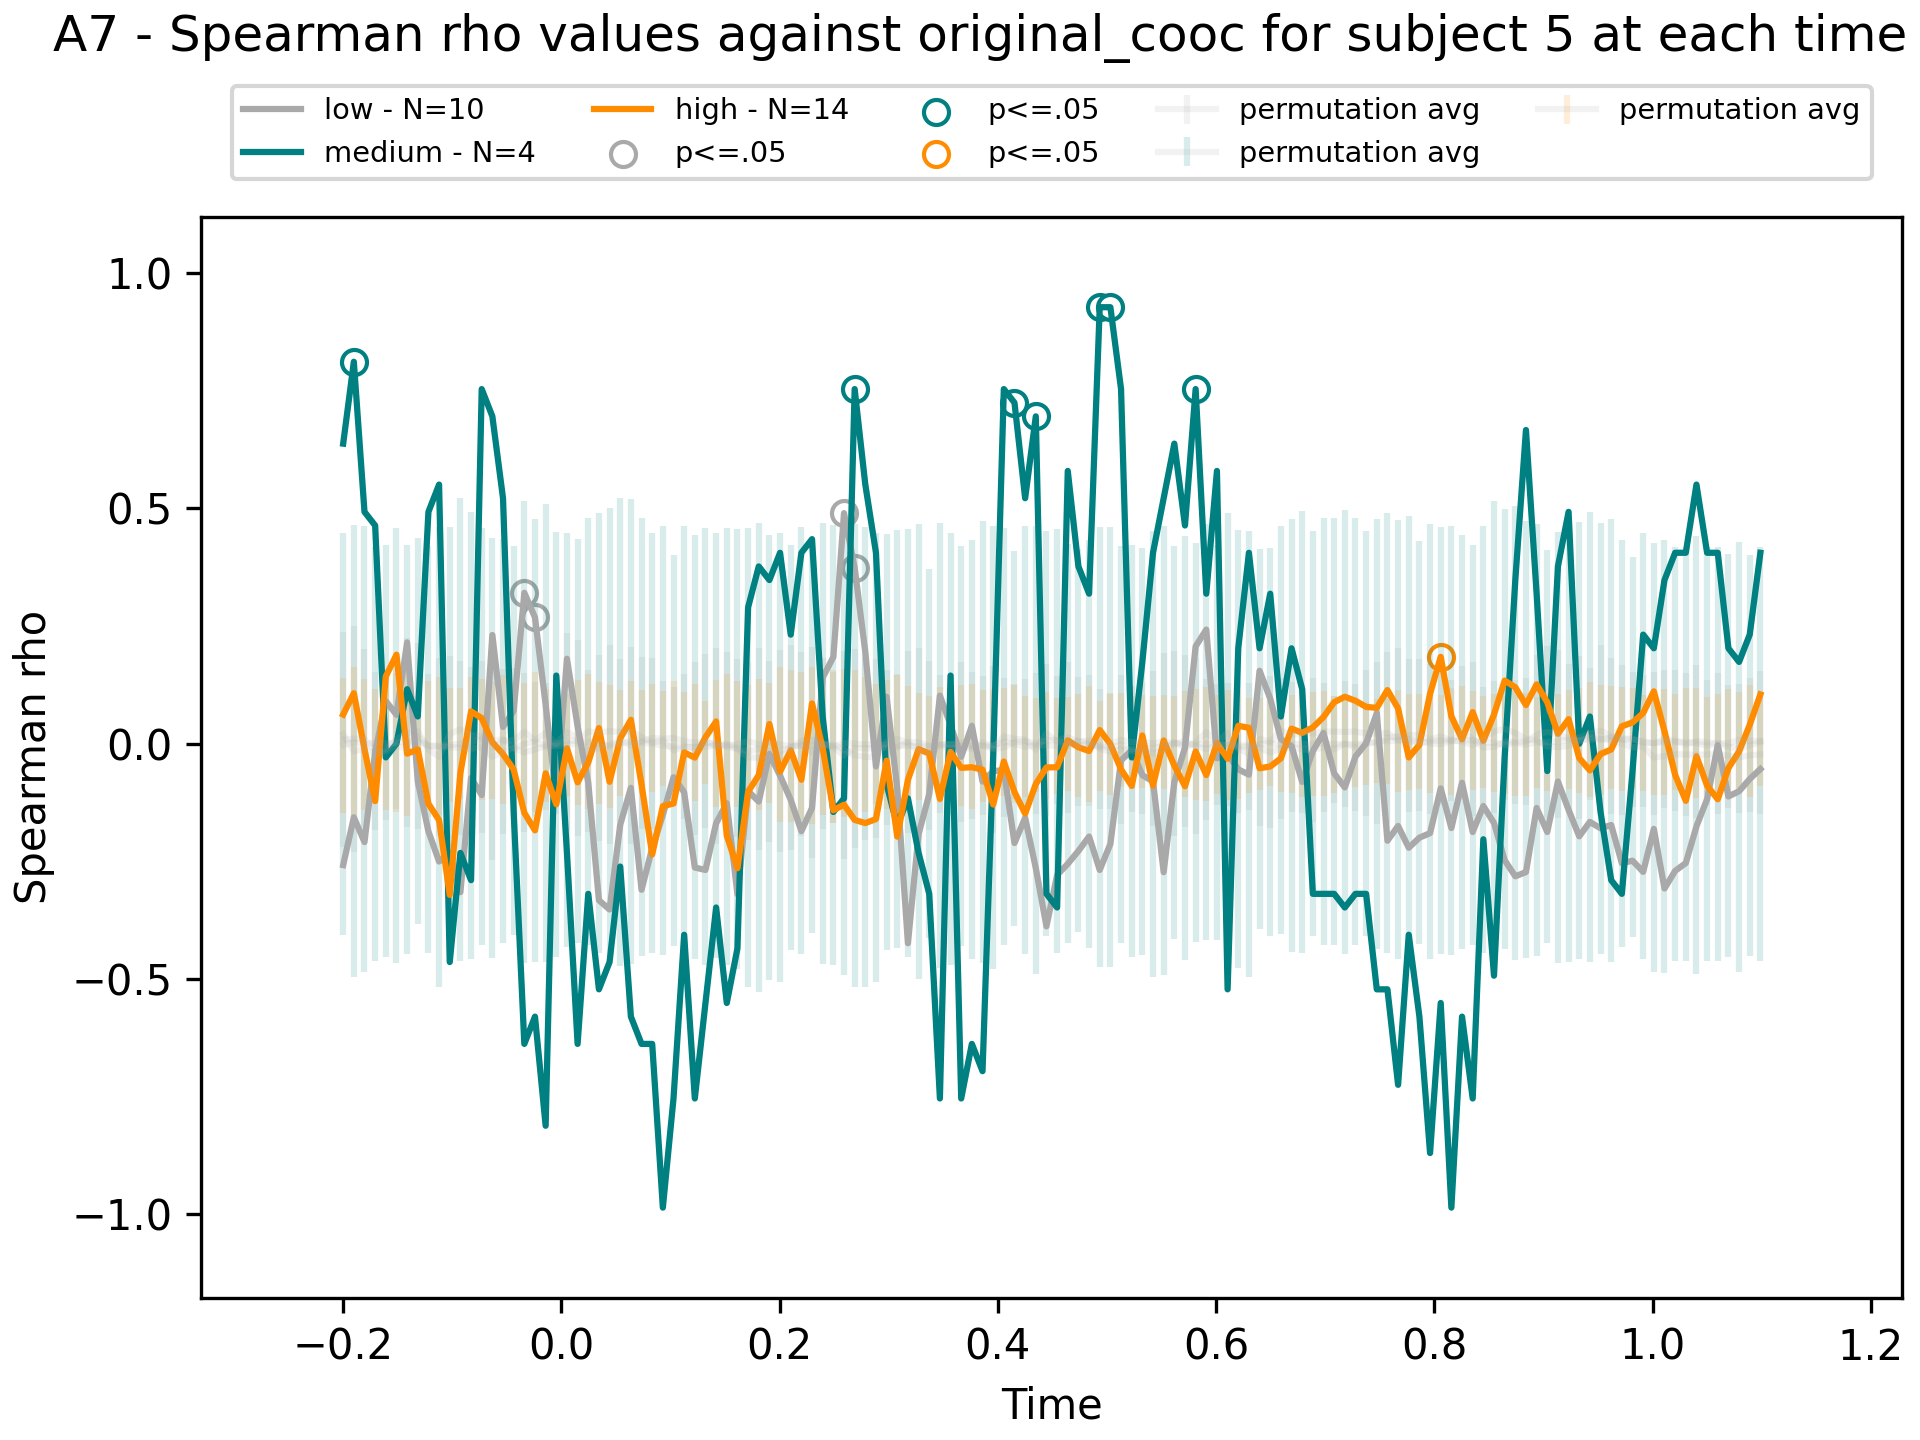 A7 - Spearman rho values against original_cooc for subject 5 at each time
low - N=10 high - N=14 p<=.05 permutation avg permutation avg
medium - N=4 p<=.05 p<=.05 permutation avg
1.0
0.5
0.0
−0.5
−1.0
Spearman rho
−0.2 0.0 0.2 0.4 0.6 0.8 1.0 1.2
Time